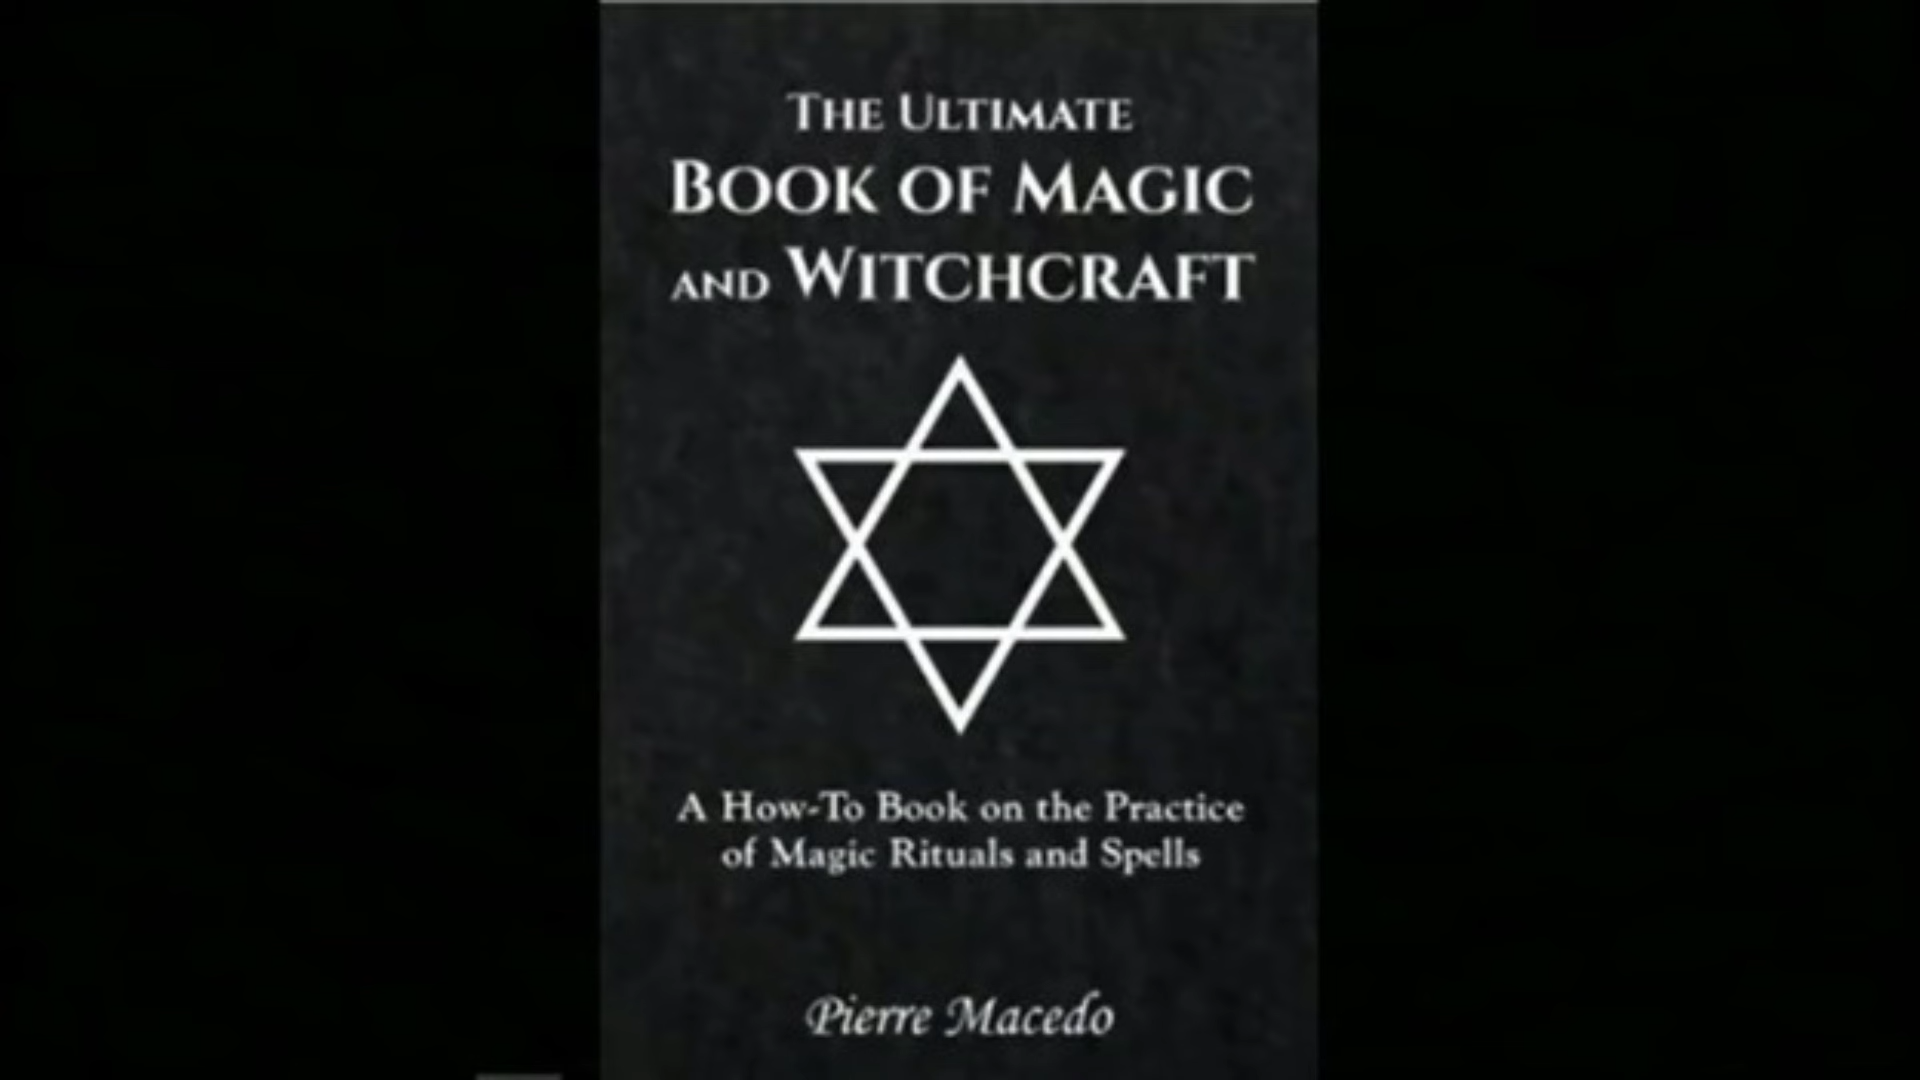 The Ultimate
Book of Magic
and Witchcraft
A How-To Book on the Practice
of Magic Rituals and Spells
Pierre Macedo